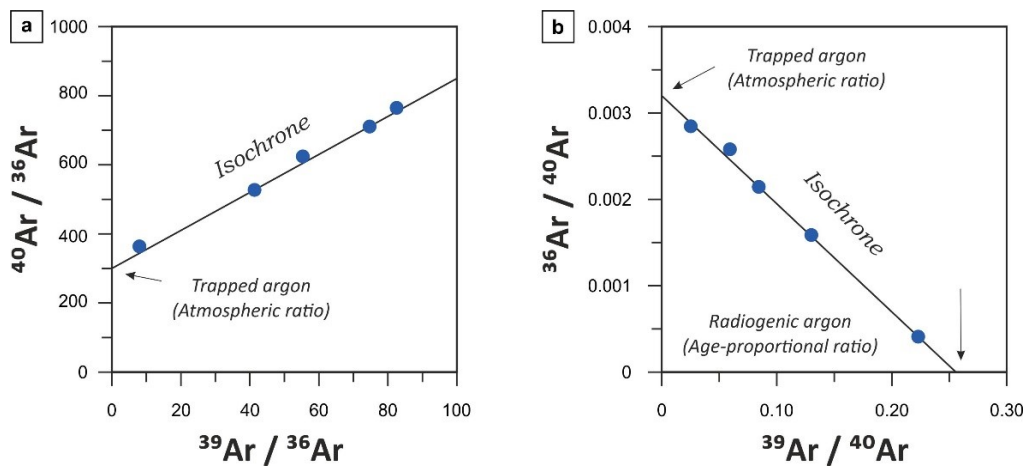 a
1000
800
600
400
200
0
0 20 40 60 80 100
⁴⁰Ar / ³⁶Ar
³⁹Ar / ³⁶Ar
Isochrone
Trapped argon
(Atmospheric ratio)
b
0.004
0.003
0.002
0.001
0
0 0.10 0.20 0.30
³⁶Ar / ⁴⁰Ar
³⁹Ar / ⁴⁰Ar
Trapped argon
(Atmospheric ratio)
Isochrone
Radiogenic argon
(Age-proportional ratio)